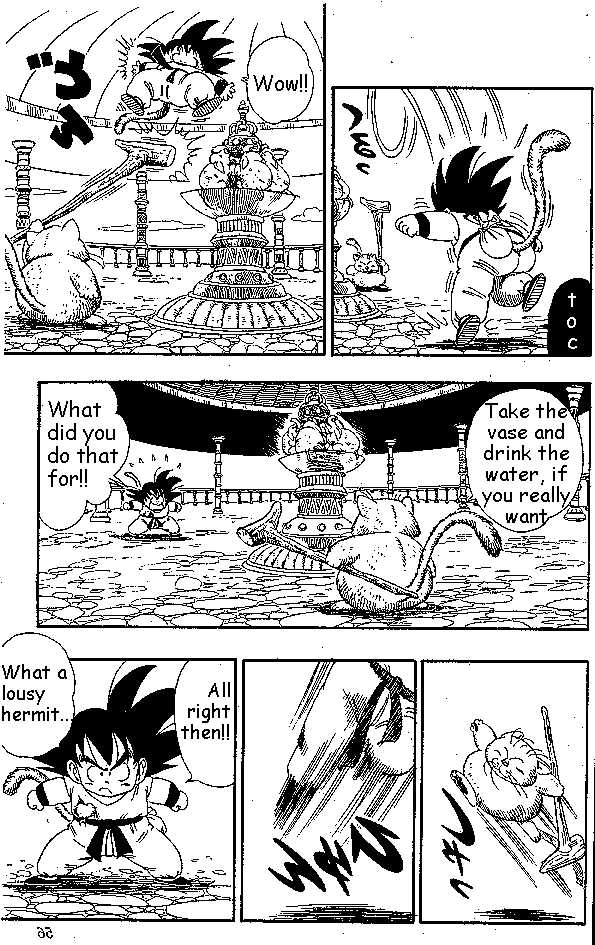 Wow!!
t
o
c
What
did you
do that
for!!
Take the
vase and
drink the
water, if
you really
want
What a
lousy
hermit...
All
right
then!!